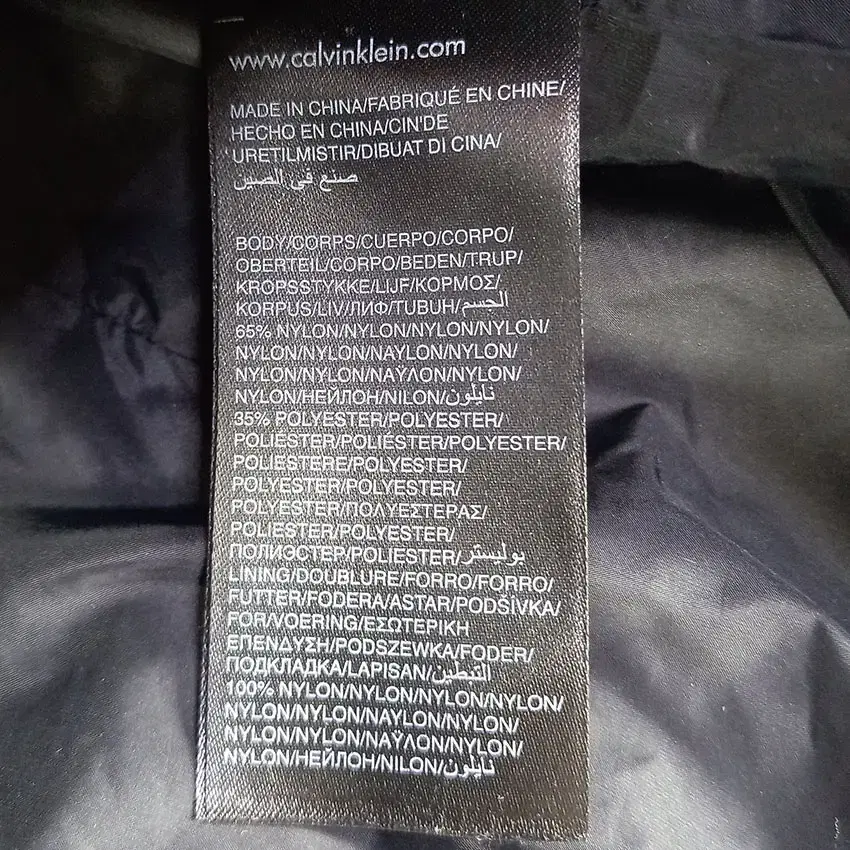 www.calvinklein.com
MADE IN CHINA/FABRIQUÉ EN CHINE/
HECHO EN CHINA/CIN'DE
URETILMISTIR/DIBUAT DI CINA/
صنع في الصين
BODY/CORPS/CUERPO/CORPO/
OBERTEIL/CORPO/BEDEN/TRUP/
KROPSSTYKKE/LIJF/ΚΟΡΜΟΣ/
KORPUS/LIV/ЛИФ/TUBUH/الجسم
65% NYLON/NYLON/NYLON/NYLON/
NYLON/NYLON/NAYLON/NYLON/
NYLON/NYLON/ΝΑΫΛΟΝ/NYLON/
NYLON/НЕЙЛОН/NILON/نايلون
35% POLYESTER/POLYESTER/
POLIESTER/POLIÉSTER/POLYESTER/
POLIESTERE/POLYESTER/
POLYESTER/POLYESTER/
POLYESTER/ΠΟΛΥΕΣΤΕΡΑΣ/
POLIESTER/POLYESTER/
ПОЛИЭСТЕР/POLIESTER/بوليستر
LINING/DOUBLURE/FORRO/FORRO/
FUTTER/FODERA/ASTAR/PODŠÍVKA/
FOR/VOERING/ΕΣΩΤΕΡΙΚΗ
ΕΠΕΝΔΥΣΗ/PODSZEWKA/FODER/
ПОДКЛАДКА/LAPISAN/التبطين
100% NYLON/NYLON/NYLON/NYLON/
NYLON/NYLON/NAYLON/NYLON/
NYLON/NYLON/ΝΑΫΛΟΝ/NYLON/
NYLON/НЕЙЛОН/NILON/نايلون